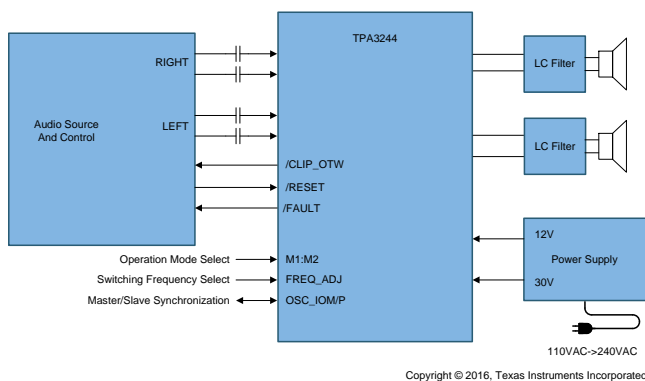 TPA3244
RIGHT
LC Filter
Audio Source
And Control
LEFT
LC Filter
/CLIP_OTW
/RESET
/FAULT
12V
Operation Mode Select
M1:M2
Power Supply
Switching Frequency Select
FREQ_ADJ
30V
Master/Slave Synchronization
OSC_IOM/P
110VAC->240VAC
Copyright © 2016, Texas Instruments Incorporated